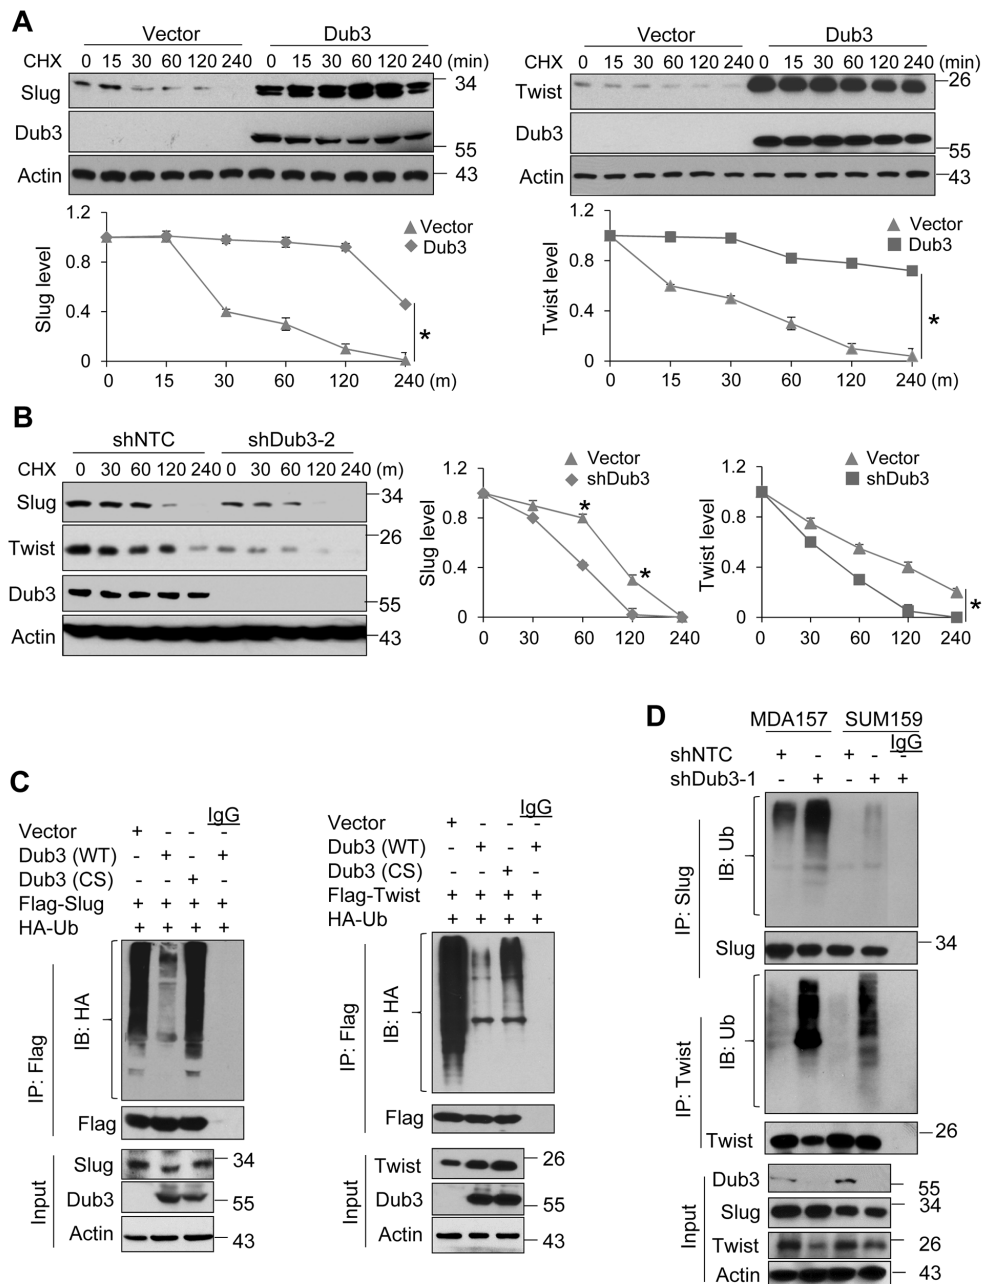 A
Vector Dub3
CHX 0 15 30 60 120 240 0 15 30 60 120 240 (min)
Slug 34
Dub3 55
Actin 43
Vector Dub3
CHX 0 15 30 60 120 240 0 15 30 60 120 240 (min)
Twist 26
Dub3 55
Actin 43
1.2
0.8
0.4
0
Slug level
Vector
Dub3
*
0 15 30 60 120 240 (m)
1.2
0.8
0.4
0
Twist level
Vector
Dub3
*
0 15 30 60 120 240 (m)
B
shNTC shDub3-2
CHX 0 30 60 120 240 0 30 60 120 240 (m)
Slug 34
Twist 26
Dub3 55
Actin 43
1.2
0.8
0.4
0
Slug level
Vector
shDub3
*
*
0 30 60 120 240
1.2
0.8
0.4
0
Twist level
Vector
shDub3
*
0 30 60 120 240
C
IgG
Vector + - - -
Dub3 (WT) - + - +
Dub3 (CS) - - + -
Flag-Slug + + + +
HA-Ub + + + +
IP: Flag
IB: HA
Flag
Input
Slug 34
Dub3 55
Actin 43
IgG
Vector + - - -
Dub3 (WT) - + - +
Dub3 (CS) - - + -
Flag-Twist + + + +
HA-Ub + + + +
IP: Flag
IB: HA
Flag
Input
Twist 26
Dub3 55
Actin 43
D
MDA157 SUM159
IgG
shNTC + - + - -
shDub3-1 - + - + +
IP: Slug
IB: Ub
Slug 34
IP: Twist
IB: Ub
Twist 26
Input
Dub3 55
Slug 34
Twist 26
Actin 43